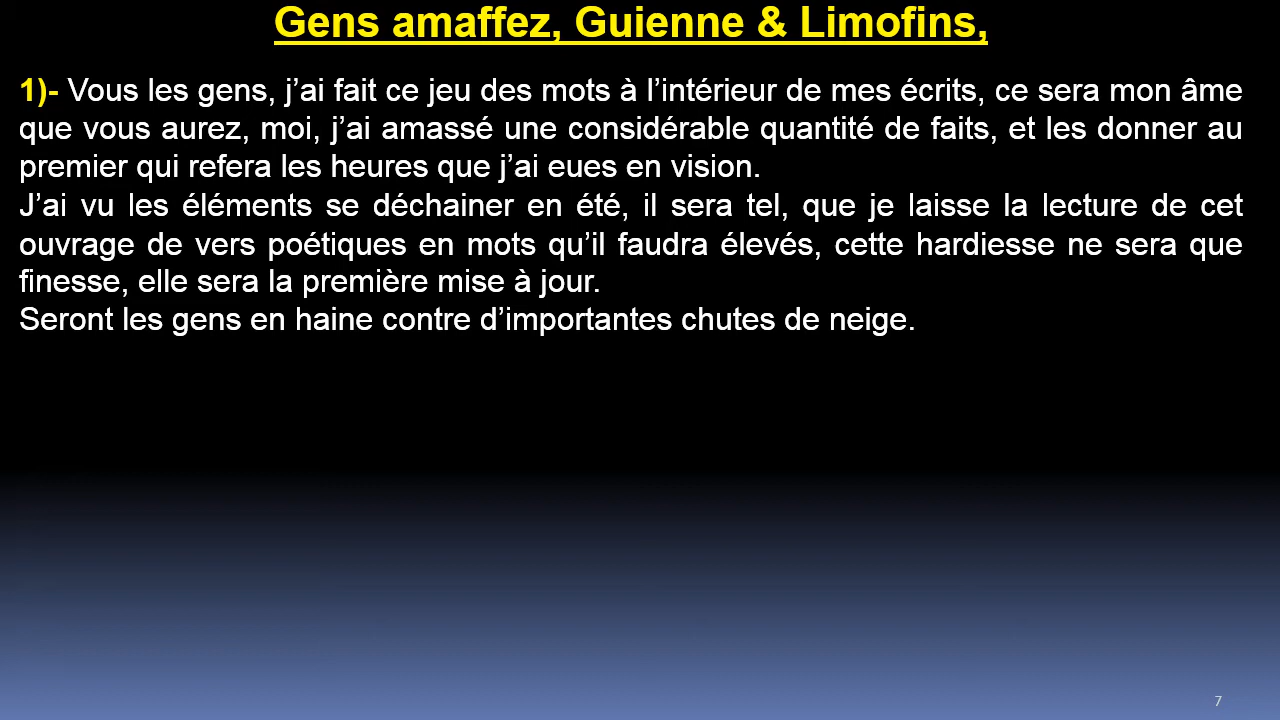 Gens amaffez, Guienne & Limofins,
1)- Vous les gens, j’ai fait ce jeu des mots à l’intérieur de mes écrits, ce sera mon âme
que vous aurez, moi, j’ai amassé une considérable quantité de faits, et les donner au
premier qui refera les heures que j’ai eues en vision.
J’ai vu les éléments se déchainer en été, il sera tel, que je laisse la lecture de cet
ouvrage de vers poétiques en mots qu’il faudra élevés, cette hardiesse ne sera que
finesse, elle sera la première mise à jour.
Seront les gens en haine contre d’importantes chutes de neige.
7